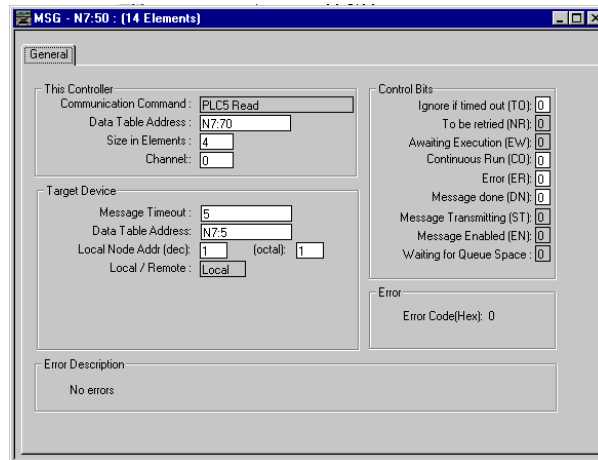 MSG - N7:50 : (14 Elements)
General
This Controller
Communication Command : PLC5 Read
Data Table Address : N7:70
Size in Elements : 4
Channel: 0
Target Device
Message Timeout : 5
Data Table Address: N7:5
Local Node Addr (dec): 1 (octal): 1
Local / Remote : Local
Control Bits
Ignore if timed out (TO): 0
To be retried (NR): 0
Awaiting Execution (EW): 0
Continuous Run (CO): 0
Error (ER): 0
Message done (DN): 0
Message Transmitting (ST): 0
Message Enabled (EN): 0
Waiting for Queue Space : 0
Error
Error Code(Hex): 0
Error Description
No errors